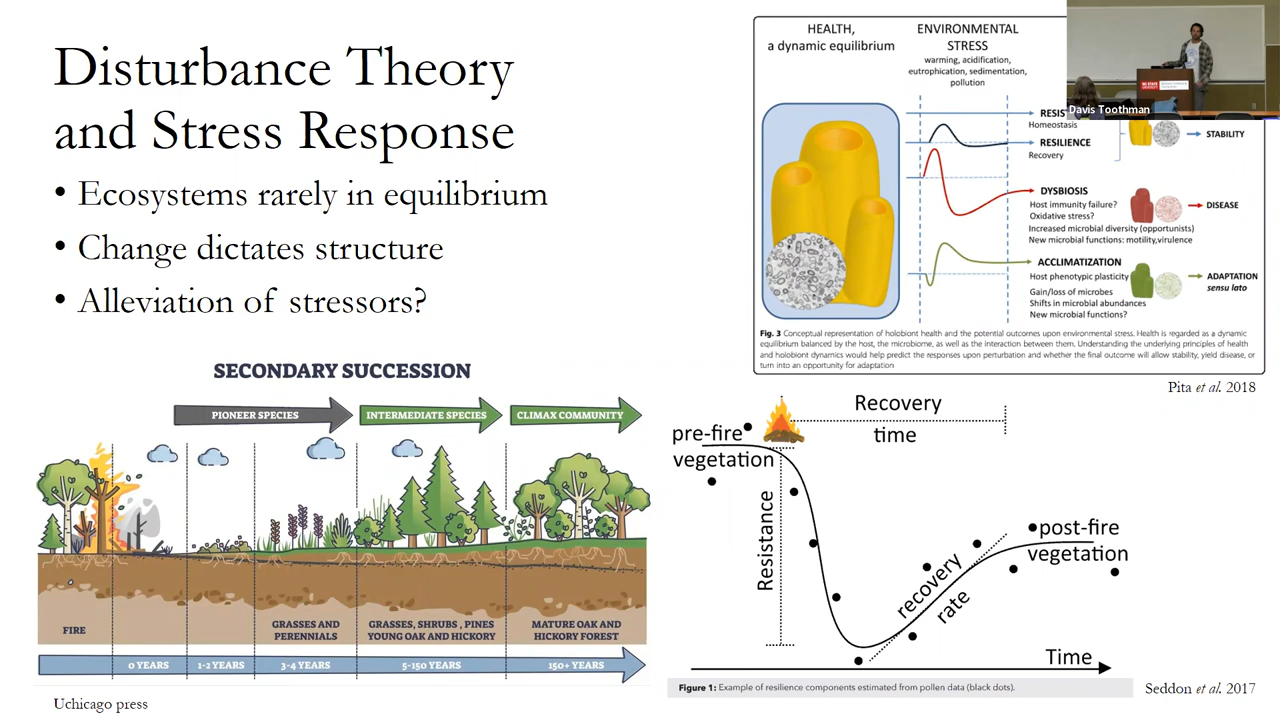 Disturbance Theory
and Stress Response
• Ecosystems rarely in equilibrium
• Change dictates structure
• Alleviation of stressors?
HEALTH,
a dynamic equilibrium
ENVIRONMENTAL
STRESS
warming, acidification,
eutrophication, sedimentation,
pollution
RESIS
Homeostasis
RESILIENCE
Recovery
STABILITY
DYSBIOSIS
Host immunity failure?
Oxidative stress?
Increased microbial diversity (opportunists)
New microbial functions: motility,virulence
DISEASE
ACCLIMATIZATION
Host phenotypic plasticity
Gain/loss of microbes
Shifts in microbial abundances
New microbial functions?
ADAPTATION
sensu lato
Fig. 3 Conceptual representation of holobiont health and the potential outcomes upon environmental stress. Health is regarded as a dynamic
equilibrium balanced by the host, the microbiome, as well as the interaction between them. Understanding the underlying principles of health
and holobiont dynamics would help predict the responses upon perturbation and whether the final outcome will allow stability, yield disease, or
turn into an opportunity for adaptation
Pita et al. 2018
Davis Toothman
SECONDARY SUCCESSION
PIONEER SPECIES
INTERMEDIATE SPECIES
CLIMAX COMMUNITY
FIRE
GRASSES AND
PERENNIALS
GRASSES, SHRUBS , PINES
YOUNG OAK AND HICKORY
MATURE OAK AND
HICKORY FOREST
0 YEARS
1-2 YEARS
3-4 YEARS
5-150 YEARS
150+ YEARS
Uchicago press
pre-fire
vegetation
Recovery
time
Resistance
recovery
rate
post-fire
vegetation
Time
Figure 1: Example of resilience components estimated from pollen data (black dots).
Seddon et al. 2017